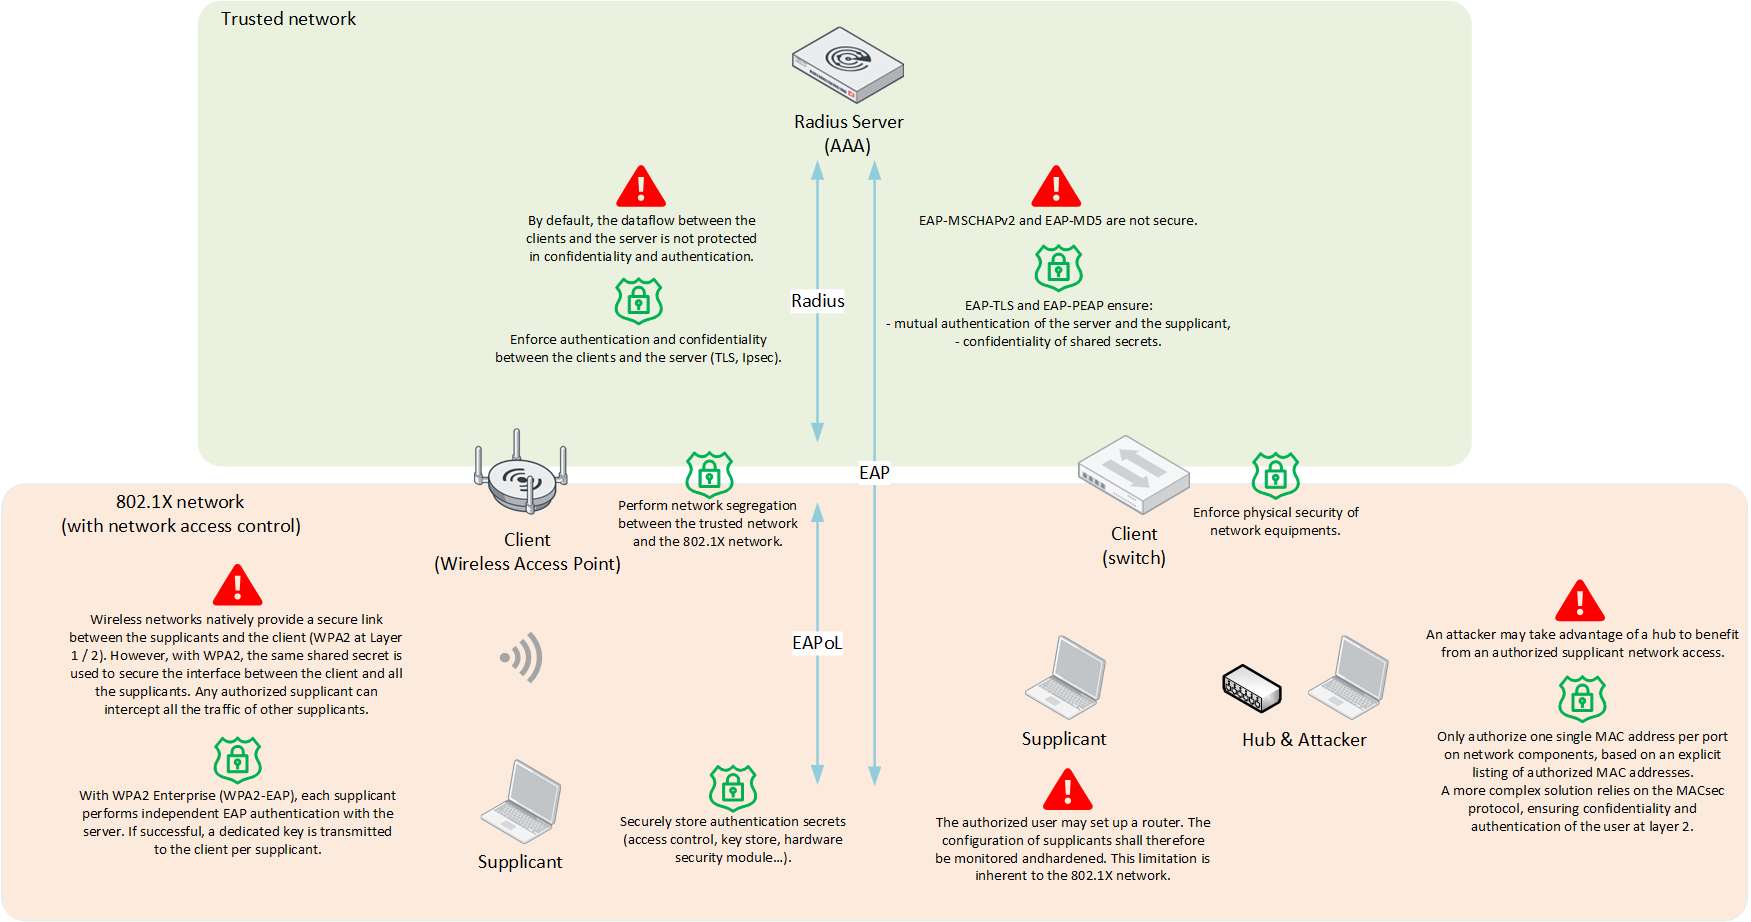 Trusted network
Radius Server
(AAA)
By default, the dataflow between the
clients and the server is not protected
in confidentiality and authentication.
EAP-MSCHAPv2 and EAP-MD5 are not secure.
Radius
Enforce authentication and confidentiality
between the clients and the server (TLS, Ipsec).
EAP-TLS and EAP-PEAP ensure:
- mutual authentication of the server and the supplicant,
- confidentiality of shared secrets.
EAP
802.1X network
(with network access control)
Client
(Wireless Access Point)
Perform network segregation
between the trusted network
and the 802.1X network.
Client
(switch)
Enforce physical security of
network equipments.
Wireless networks natively provide a secure link
between the supplicants and the client (WPA2 at Layer
1 / 2). However, with WPA2, the same shared secret is
used to secure the interface between the client and all
the supplicants. Any authorized supplicant can
intercept all the traffic of other supplicants.
EAPoL
An attacker may take advantage of a hub to benefit
from an authorized supplicant network access.
Supplicant
Hub & Attacker
Only authorize one single MAC address per port
on network components, based on an explicit
listing of authorized MAC addresses.
A more complex solution relies on the MACsec
protocol, ensuring confidentiality and
authentication of the user at layer 2.
With WPA2 Enterprise (WPA2-EAP), each supplicant
performs independent EAP authentication with the
server. If successful, a dedicated key is transmitted
to the client per supplicant.
Supplicant
Securely store authentication secrets
(access control, key store, hardware
security module...).
The authorized user may set up a router. The
configuration of supplicants shall therefore
be monitored andhardened. This limitation is
inherent to the 802.1X network.